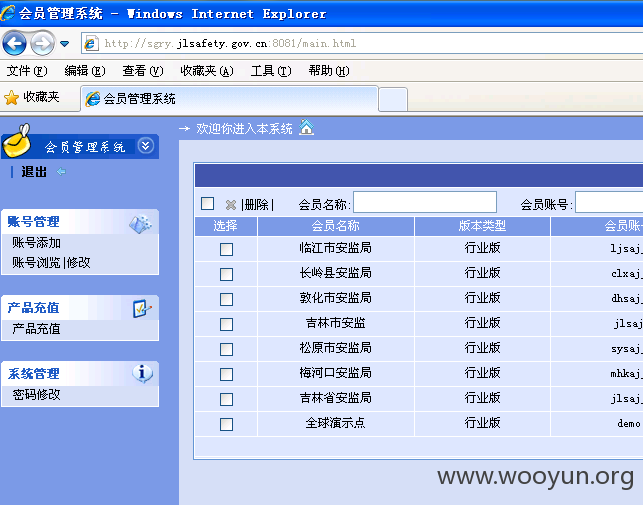 会员管理系统 - Windows Internet Explorer
http://sgry.jlsafety.gov.cn:8081/main.html
文件(F) 编辑(E) 查看(V) 收藏夹(A) 工具(T) 帮助(H)
收藏夹 会员管理系统
会员管理系统
→ 欢迎你进入本系统
退出
|删除| 会员名称: 会员账号:
选择 会员名称 版本类型 会员账
账号管理
账号添加
账号浏览|修改
产品充值
产品充值
系统管理
密码修改
临江市安监局 行业版 ljsaj
长岭县安监局 行业版 clxaj
敦化市安监局 行业版 dhsaj
吉林市安监 行业版 jlsa
松原市安监局 行业版 sysaj
梅河口安监局 行业版 mhkaj
吉林省安监局 行业版 jlsaj
全球演示点 行业版 demo
www.wooyun.org